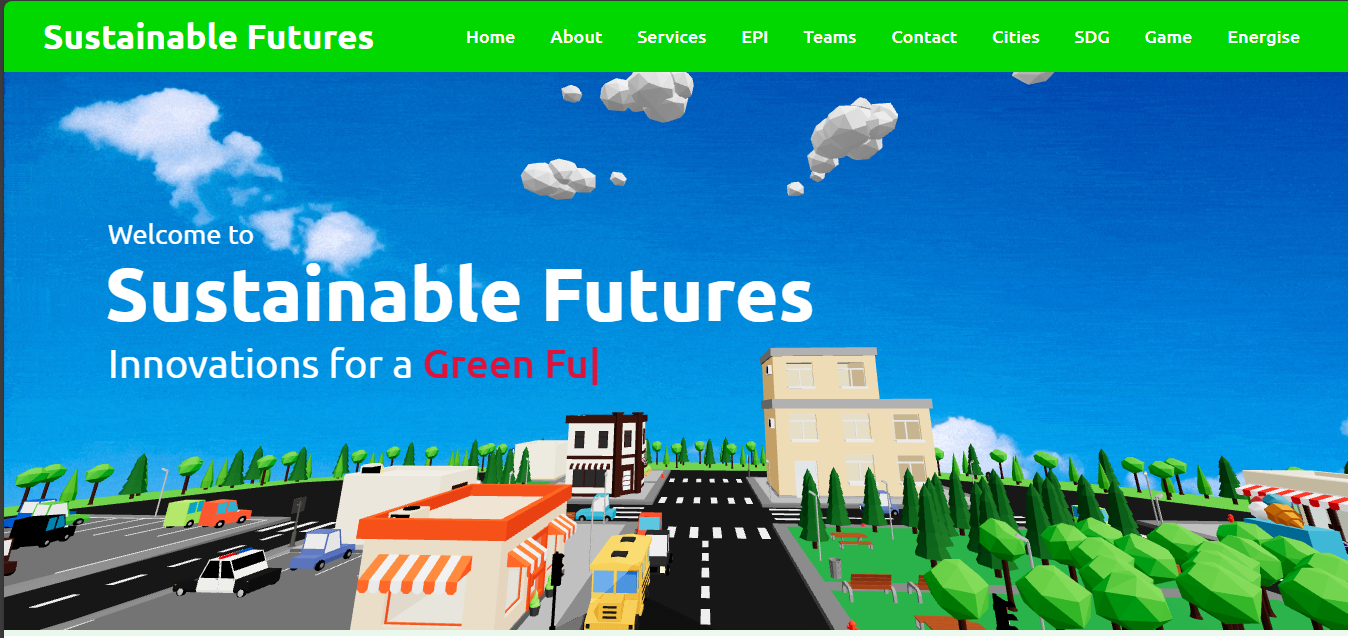 Sustainable Futures
Home About Services EPI Teams Contact Cities SDG Game Energise
Welcome to
Sustainable Futures
Innovations for a Green Fu|